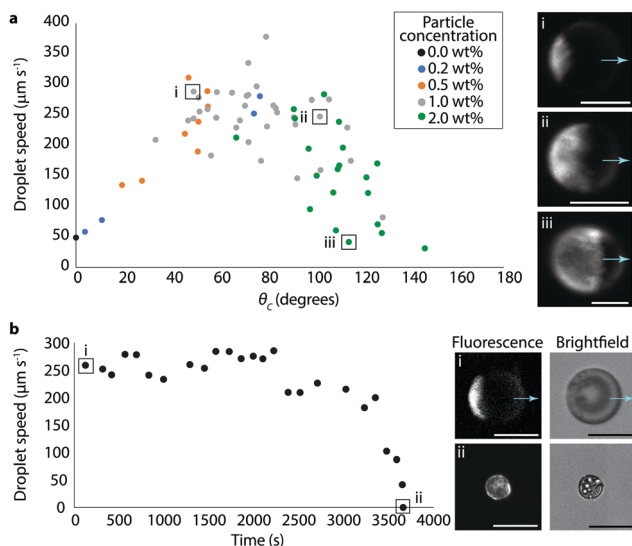 a
400
350
300
250
200
150
100
50
0
Droplet speed (μm s⁻¹)
0 20 40 60 80 100 120 140 160 180
θC (degrees)
i
ii
iii
Particle
concentration
0.0 wt%
0.2 wt%
0.5 wt%
1.0 wt%
2.0 wt%
i
ii
iii
b
300
250
200
150
100
50
0
Droplet speed (μm s⁻¹)
0 500 1000 1500 2000 2500 3000 3500 4000
Time (s)
i
ii
Fluorescence Brightfield
i
ii